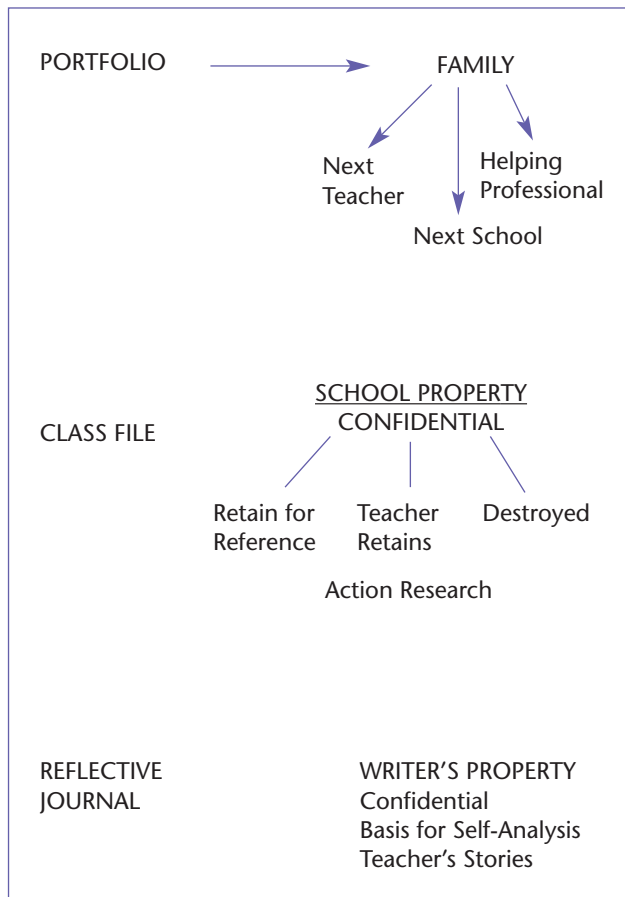 PORTFOLIO
FAMILY
Next
Teacher
Helping
Professional
Next School
SCHOOL PROPERTY
CONFIDENTIAL
CLASS FILE
Retain for
Reference
Teacher
Retains
Destroyed
Action Research
REFLECTIVE
JOURNAL
WRITER'S PROPERTY
Confidential
Basis for Self-Analysis
Teacher's Stories